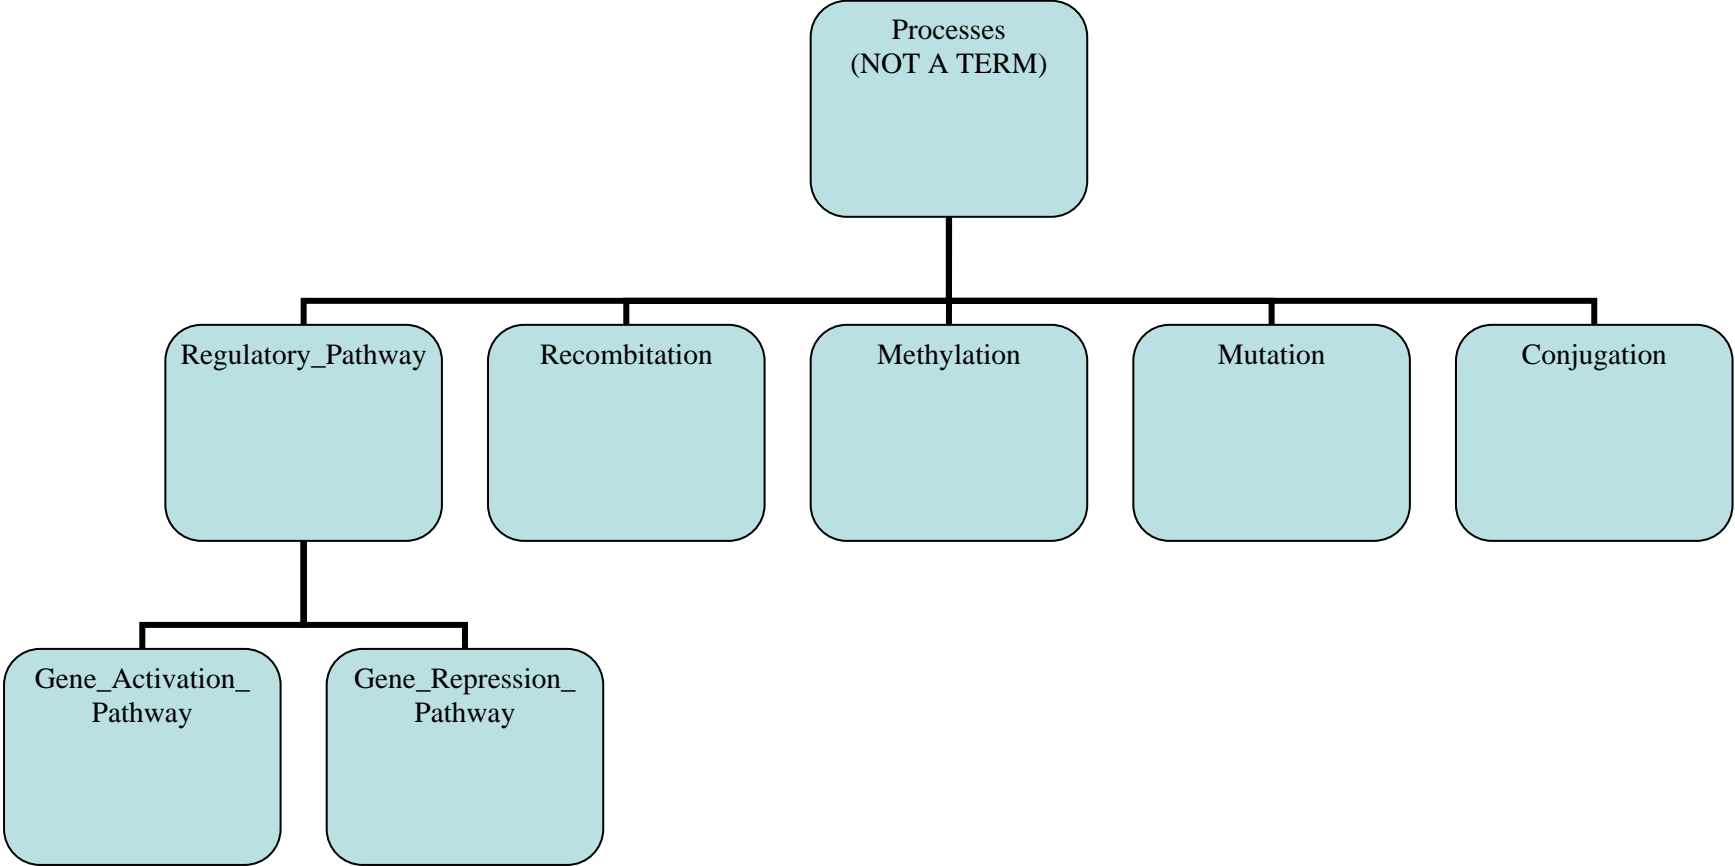 Processes
(NOT A TERM)
Regulatory_Pathway
Recombitation
Methylation
Mutation
Conjugation
Gene_Activation_
Pathway
Gene_Repression_
Pathway